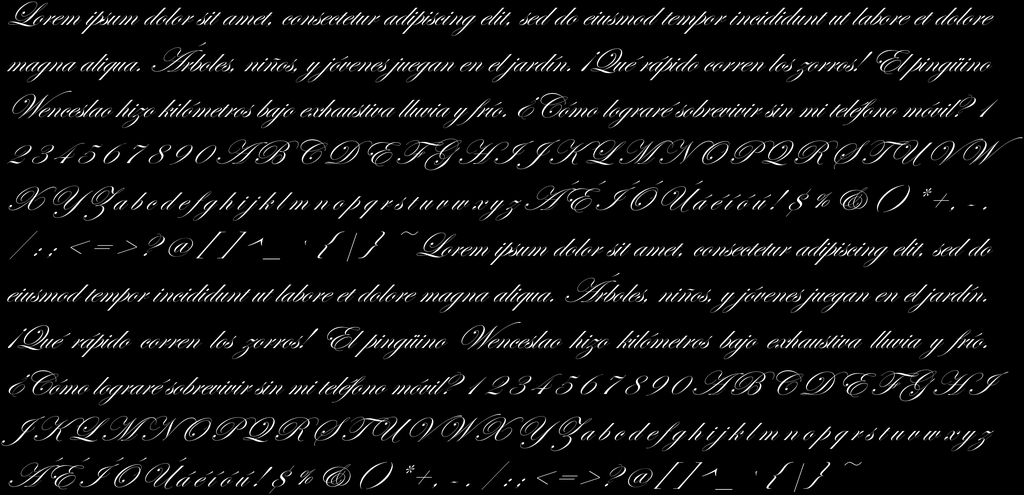 Lorem ipsum dolor sit amet, consectetur adipiscing elit, sed do eiusmod tempor incididunt ut labore et dolore
magna aliqua. Árboles, niños, y jóvenes juegan en el jardín. ¡Qué rápido corren los zorros! El pingüino
Wenceslao hizo kilómetros bajo exhaustiva lluvia y frío. ¿Cómo lograré sobrevivir sin mi teléfono móvil? 1
2 3 4 5 6 7 8 9 0 A B C D E F G H I J K L M N O P Q R S T U V W
X Y Z a b c d e f g h i j k l m n o p q r s t u v w x y z Á É Í Ó Ú á é í ó ú ! $ % & ( ) * + , - .
/ : ; < = > ? @ [ ] ^ _ ` { | } ~ Lorem ipsum dolor sit amet, consectetur adipiscing elit, sed do
eiusmod tempor incididunt ut labore et dolore magna aliqua. Árboles, niños, y jóvenes juegan en el jardín.
¡Qué rápido corren los zorros! El pingüino Wenceslao hizo kilómetros bajo exhaustiva lluvia y frío.
¿Cómo lograré sobrevivir sin mi teléfono móvil? 1 2 3 4 5 6 7 8 9 0 A B C D E F G H I
J K L M N O P Q R S T U V W X Y Z a b c d e f g h i j k l m n o p q r s t u v w x y z
Á É Í Ó Ú á é í ó ú ! $ % & ( ) * + , - . / : ; < = > ? @ [ ] ^ _ ` { | } ~